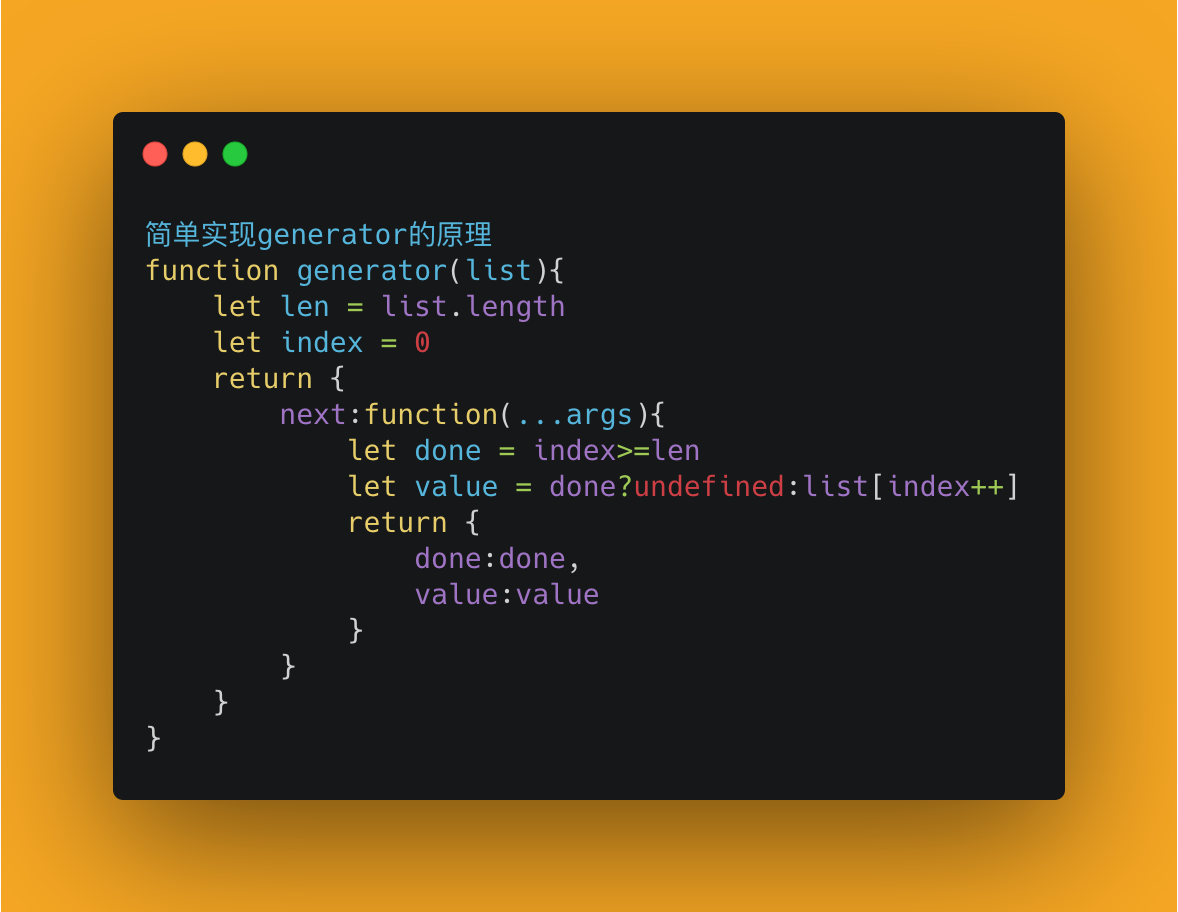 简单实现generator的原理
function generator(list){
    let len = list.length
    let index = 0
    return {
        next:function(...args){
            let done = index>=len
            let value = done?undefined:list[index++]
            return {
                done:done,
                value:value
            }
        }
    }
}